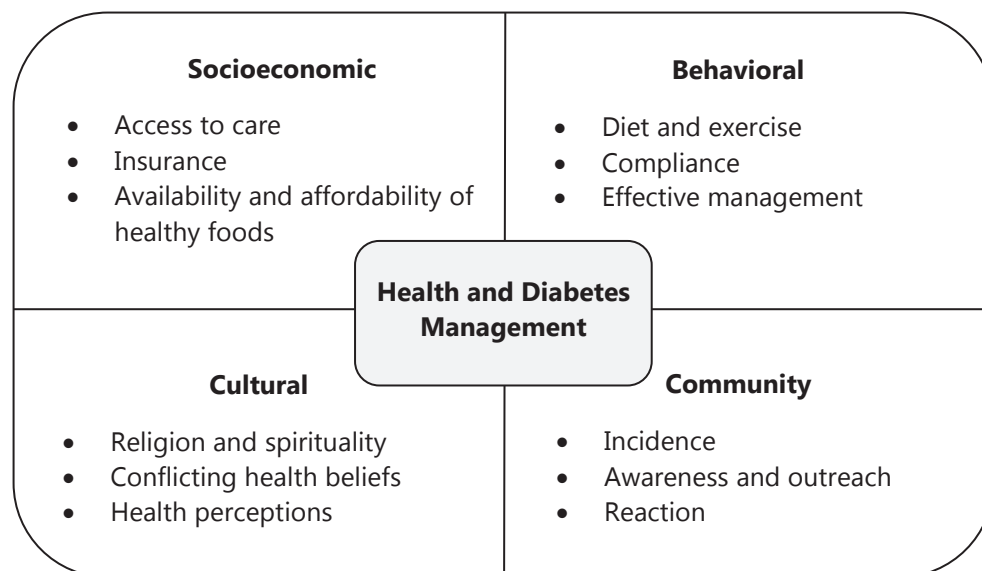 Socioeconomic
• Access to care
• Insurance
• Availability and affordability of
healthy foods
Behavioral
• Diet and exercise
• Compliance
• Effective management
Health and Diabetes
Management
Cultural
• Religion and spirituality
• Conflicting health beliefs
• Health perceptions
Community
• Incidence
• Awareness and outreach
• Reaction